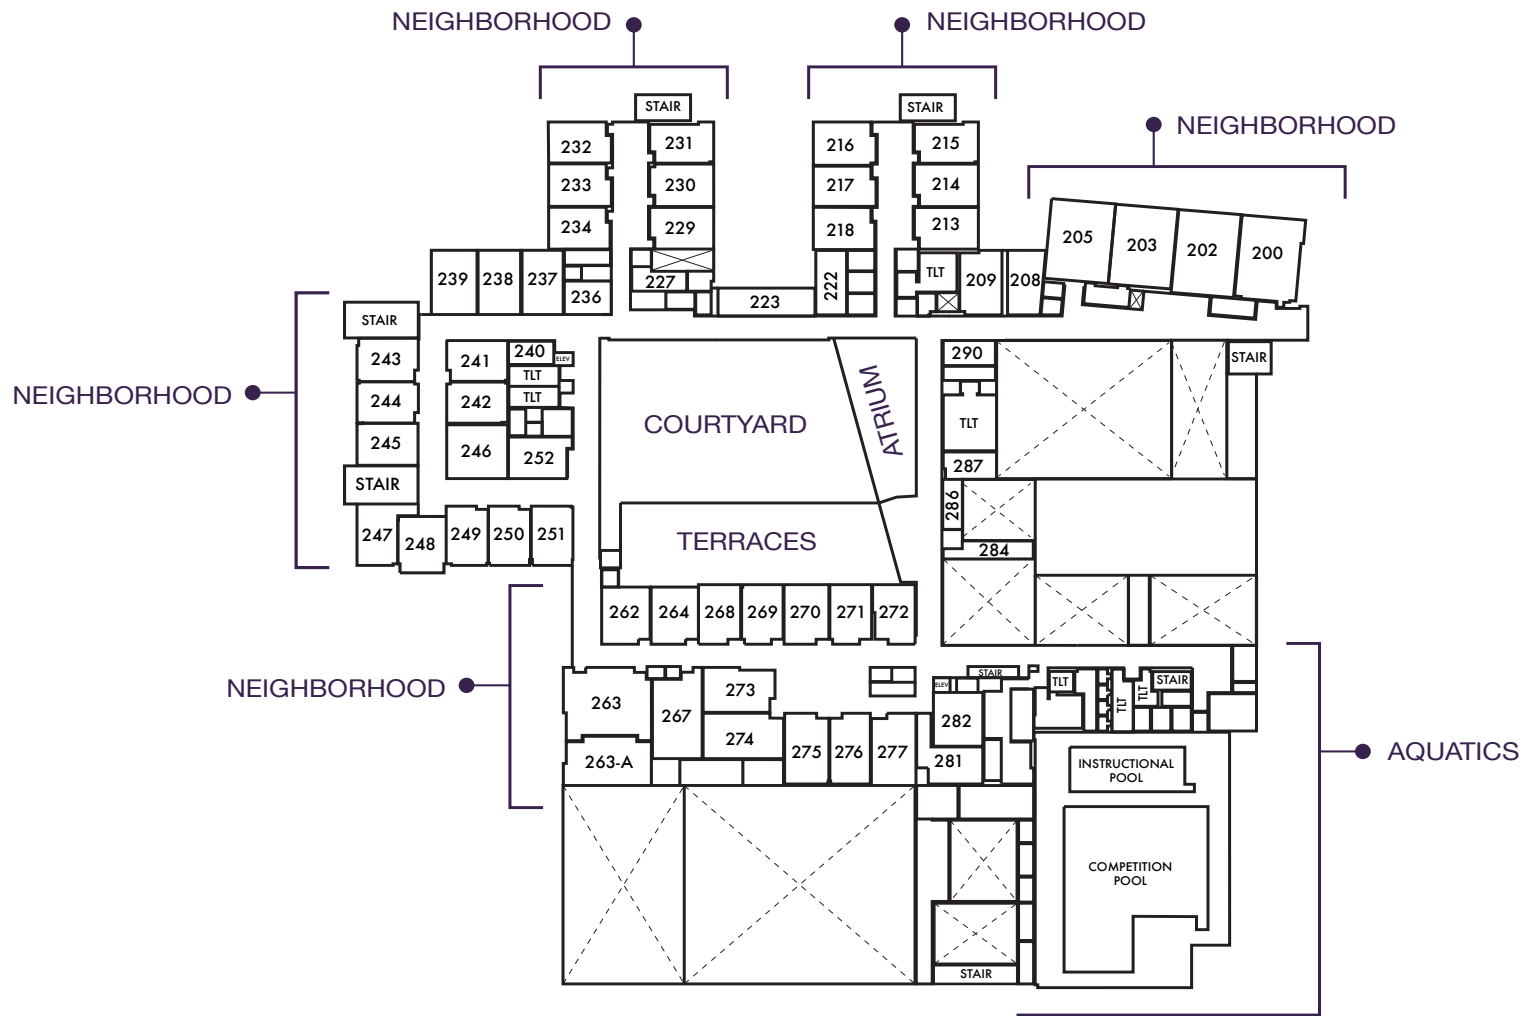 NEIGHBORHOOD
NEIGHBORHOOD
NEIGHBORHOOD
STAIR
STAIR
232
231
216
215
233
230
217
214
234
229
218
213
205
203
202
200
239
238
237
236
227
223
222
TLT
209
208
STAIR
243
241
240
ELEV
TLT
244
242
TLT
245
246
252
STAIR
247
248
249
250
251
NEIGHBORHOOD
COURTYARD
ATRIUM
TERRACES
290
STAIR
TLT
287
286
284
262
264
268
269
270
271
272
NEIGHBORHOOD
263
267
273
274
263-A
275
276
277
STAIR
ELEV
282
281
TLT
TLT
TLT
STAIR
AQUATICS
INSTRUCTIONAL
POOL
COMPETITION
POOL
STAIR